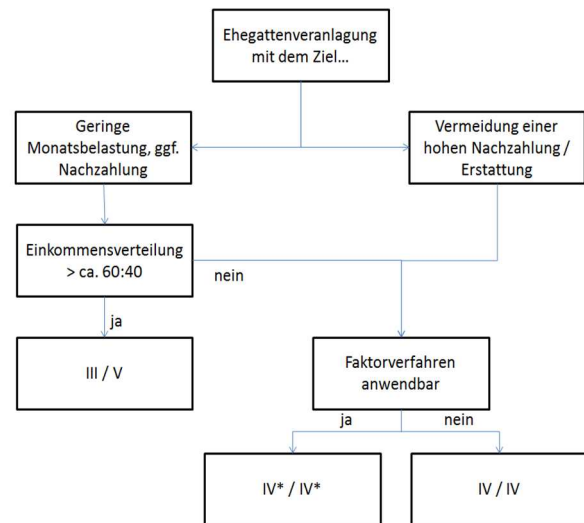 Ehegattenveranlagung
mit dem Ziel…
Geringe
Monatsbelastung, ggf.
Nachzahlung
Vermeidung einer
hohen Nachzahlung /
Erstattung
Einkommensverteilung
> ca. 60:40
nein
ja
III / V
Faktorverfahren
anwendbar
ja
nein
IV* / IV*
IV / IV